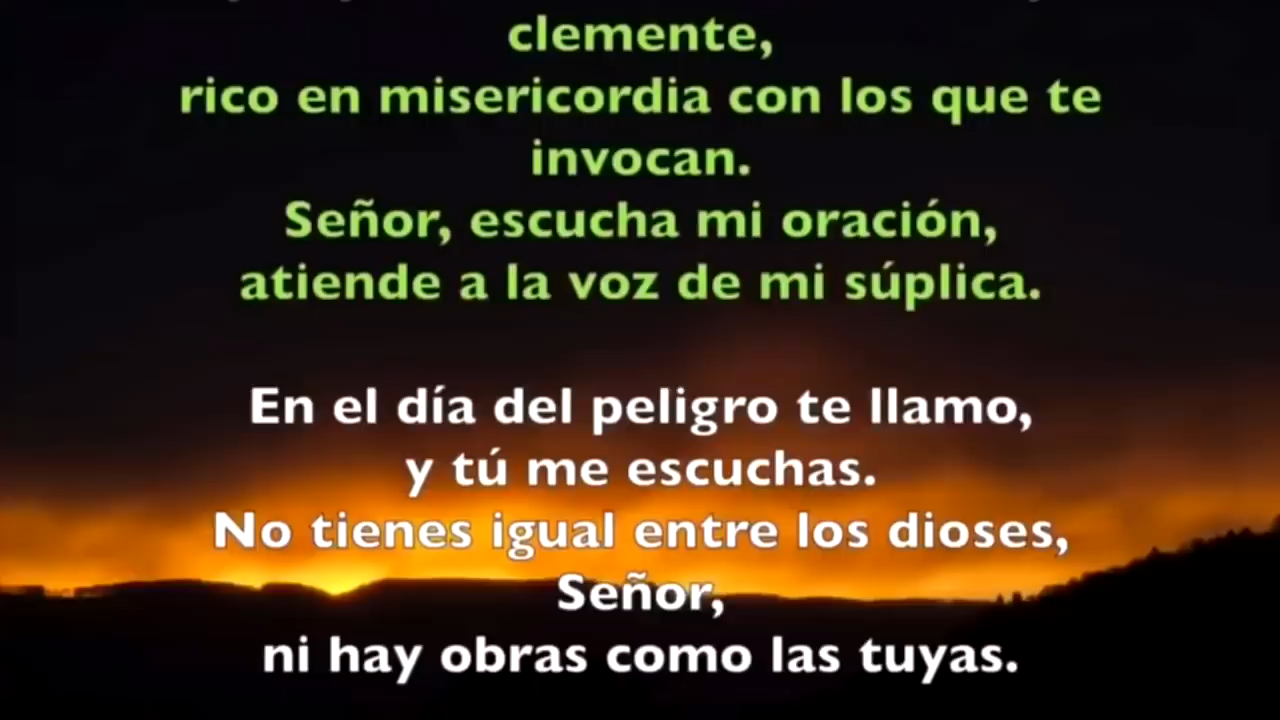 clemente,
rico en misericordia con los que te
invocan.
Señor, escucha mi oración,
atiende a la voz de mi súplica.
En el día del peligro te llamo,
y tú me escuchas.
No tienes igual entre los dioses,
Señor,
ni hay obras como las tuyas.